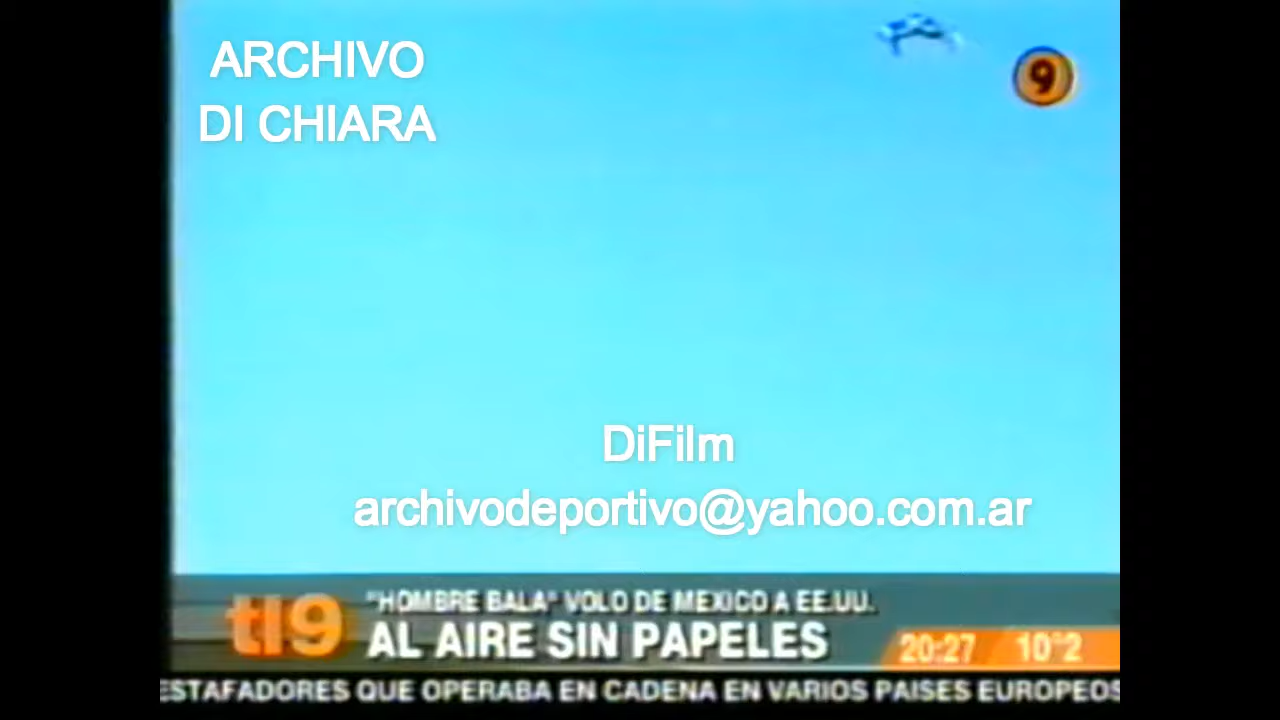 ARCHIVO
DI CHIARA
9
DiFilm
archivodeportivo@yahoo.com.ar
"HOMBRE BALA" VOLO DE MEXICO A EE.UU.
tl9
AL AIRE SIN PAPELES
20:27 10°2
ESTAFADORES QUE OPERABA EN CADENA EN VARIOS PAISES EUROPEOS